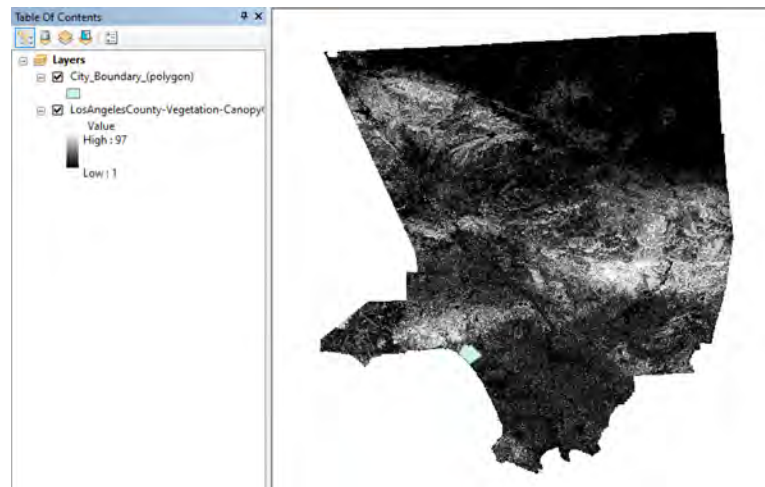 Table Of Contents
Layers
City_Boundary_(polygon)
LosAngelesCounty-Vegetation-Canopy
Value
High : 97
Low : 1